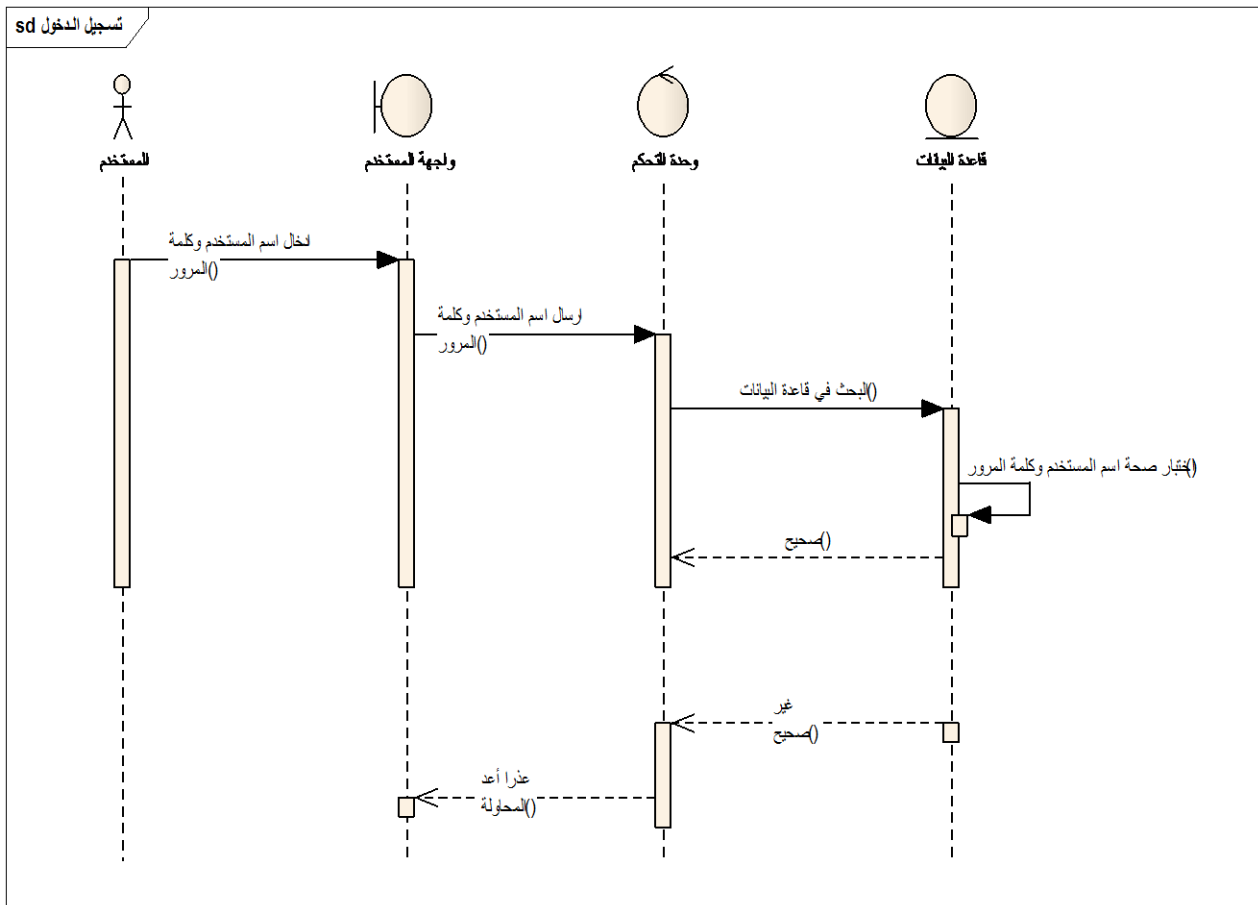 sd تسجيل الدخول
المستخدم
واجهة المستخدم
وحدة التحكم
قاعدة البيانات
ادخال اسم المستخدم وكلمة
المرور()
ارسال اسم المستخدم وكلمة
المرور()
البحث في قاعدة البيانات()
اختبار صحة اسم المستخدم وكلمة المرور()
صحيح()
غير
صحيح()
عذرا أعد
المحاولة()